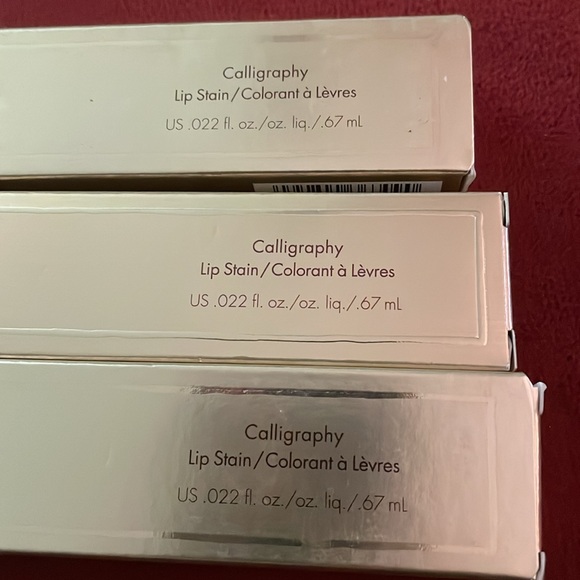 Calligraphy
Lip Stain/Colorant à Lèvres
US .022 fl. oz./oz. liq./.67 mL
Calligraphy
Lip Stain/Colorant à Lèvres
US .022 fl. oz./oz. liq./.67 mL
Calligraphy
Lip Stain/Colorant à Lèvres
US .022 fl. oz./oz. liq./.67 mL